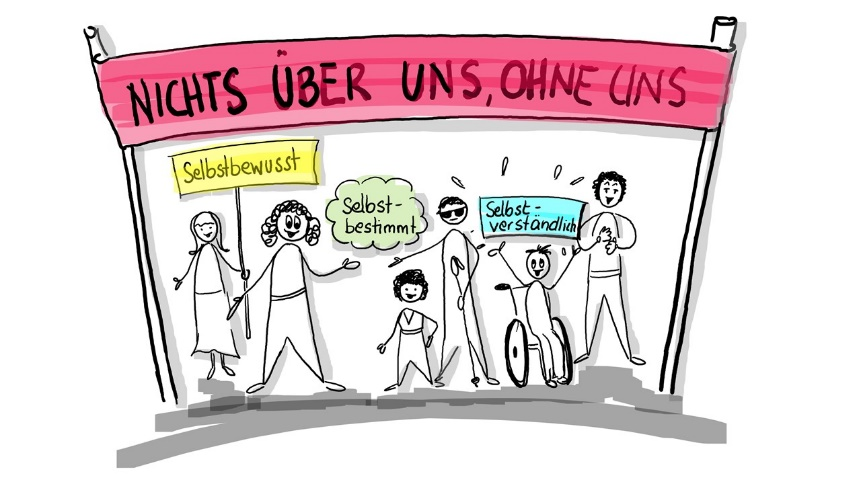 NICHTS ÜBER UNS, OHNE UNS
Selbstbewusst
Selbst-
bestimmt
Selbst-
verständlich